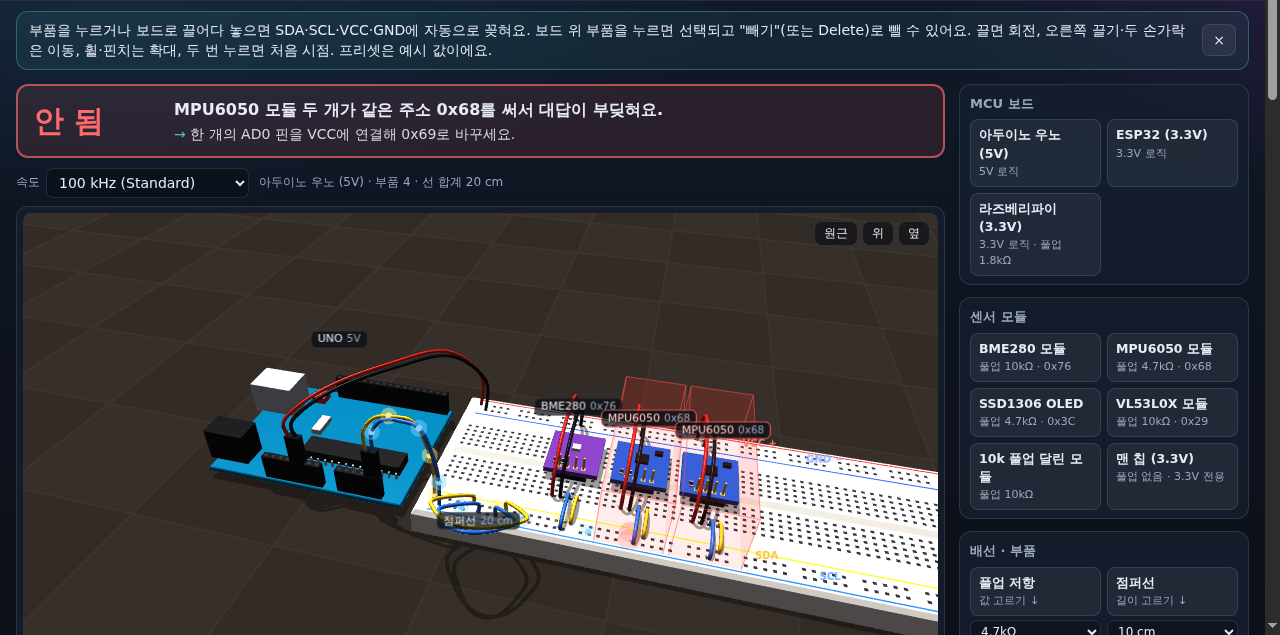 부품을 누르거나 보드로 끌어다 놓으면 SDA·SCL·VCC·GND에 자동으로 꽂혀요. 보드 위 부품을 누르면 선택되고 "빼기"(또는 Delete)로 뺄 수 있어요. 끌면 회전, 오른쪽 끌기·두 손가락
은 이동, 휠·핀치는 확대, 두 번 누르면 처음 시점. 프리셋은 예시 값이에요.
×
안 됨
MPU6050 모듈 두 개가 같은 주소 0x68를 써서 대답이 부딪혀요.
→ 한 개의 AD0 핀을 VCC에 연결해 0x69로 바꾸세요.
속도 100 kHz (Standard) 아두이노 우노 (5V) · 부품 4 · 선 합계 20 cm
원근 위 옆
UNO 5V
BME280 0x76
MPU6050 0x68
MPU6050 0x68
VCC +
GND
점퍼선 20 cm
SDA
SCL
MCU 보드
아두이노 우노
(5V)
5V 로직
ESP32 (3.3V)
3.3V 로직
라즈베리파이
(3.3V)
3.3V 로직 · 풀업
1.8kΩ
센서 모듈
BME280 모듈
풀업 10kΩ · 0x76
MPU6050 모듈
풀업 4.7kΩ · 0x68
SSD1306 OLED
풀업 4.7kΩ · 0x3C
VL53L0X 모듈
풀업 10kΩ · 0x29
10k 풀업 달린 모
듈
풀업 10kΩ
맨 칩 (3.3V)
풀업 없음 · 3.3V 전용
배선 · 부품
풀업 저항
값 고르기 ↓
점퍼선
길이 고르기 ↓
4.7kΩ
10 cm